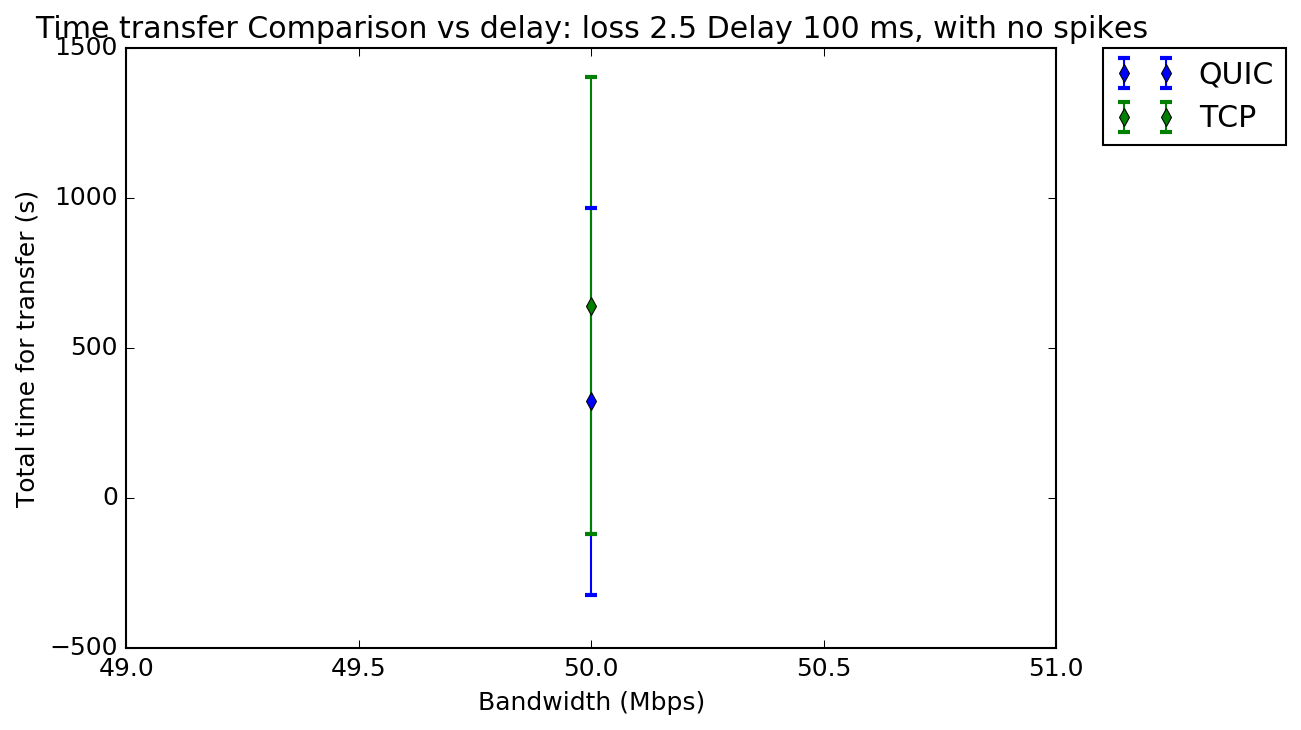 Time transfer Comparison vs delay: loss 2.5 Delay 100 ms, with no spikes
QUIC
TCP
Total time for transfer (s)
1500
1000
500
0
−500
49.0 49.5 50.0 50.5 51.0
Bandwidth (Mbps)